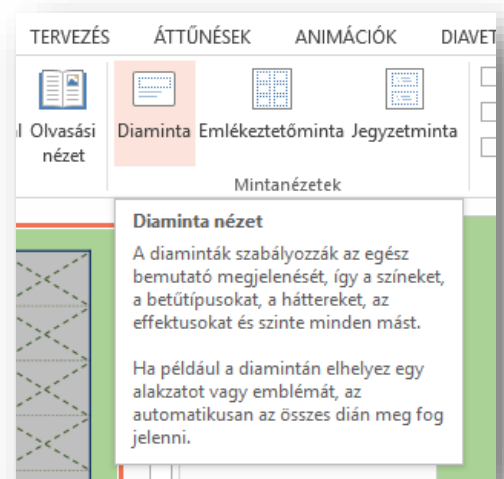 TERVEZÉS ÁTTŰNÉSEK ANIMÁCIÓK DIAVET
Olvasási nézet
Diaminta Emlékeztetőminta Jegyzetminta
Mintanézetek
Diaminta nézet
A diaminták szabályozzák az egész
bemutató megjelenését, így a színeket,
a betűtípusokat, a háttereket, az
effektusokat és szinte minden mást.
Ha például a diamintán elhelyez egy
alakzatot vagy emblémát, az
automatikusan az összes dián meg fog
jelenni.